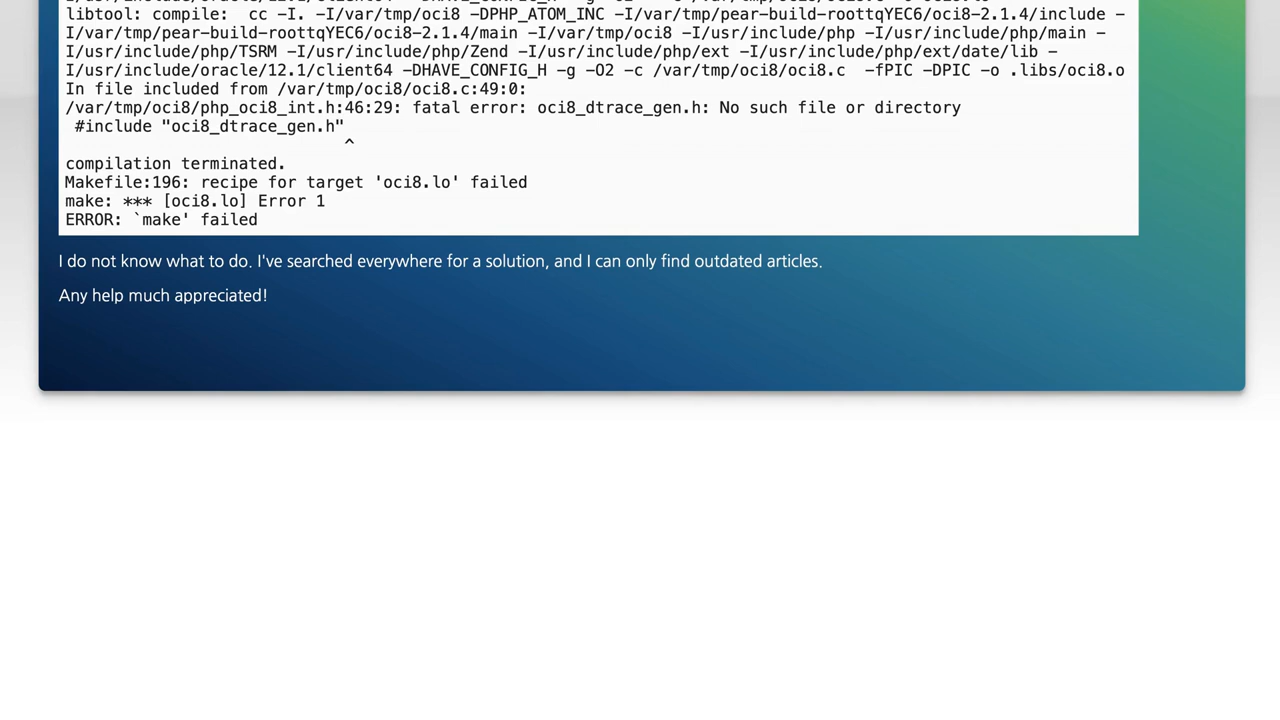 libtool: compile:  cc -I. -I/var/tmp/oci8 -DPHP_ATOM_INC -I/var/tmp/pear-build-roottqYEC6/oci8-2.1.4/include -
I/var/tmp/pear-build-roottqYEC6/oci8-2.1.4/main -I/var/tmp/oci8 -I/usr/include/php -I/usr/include/php/main -
I/usr/include/php/TSRM -I/usr/include/php/Zend -I/usr/include/php/ext -I/usr/include/php/ext/date/lib -
I/usr/include/oracle/12.1/client64 -DHAVE_CONFIG_H -g -O2 -c /var/tmp/oci8/oci8.c  -fPIC -DPIC -o .libs/oci8.o
In file included from /var/tmp/oci8/oci8.c:49:0:
/var/tmp/oci8/php_oci8_int.h:46:29: fatal error: oci8_dtrace_gen.h: No such file or directory
 #include "oci8_dtrace_gen.h"
^
compilation terminated.
Makefile:196: recipe for target 'oci8.lo' failed
make: *** [oci8.lo] Error 1
ERROR: `make' failed
I do not know what to do. I've searched everywhere for a solution, and I can only find outdated articles.
Any help much appreciated!